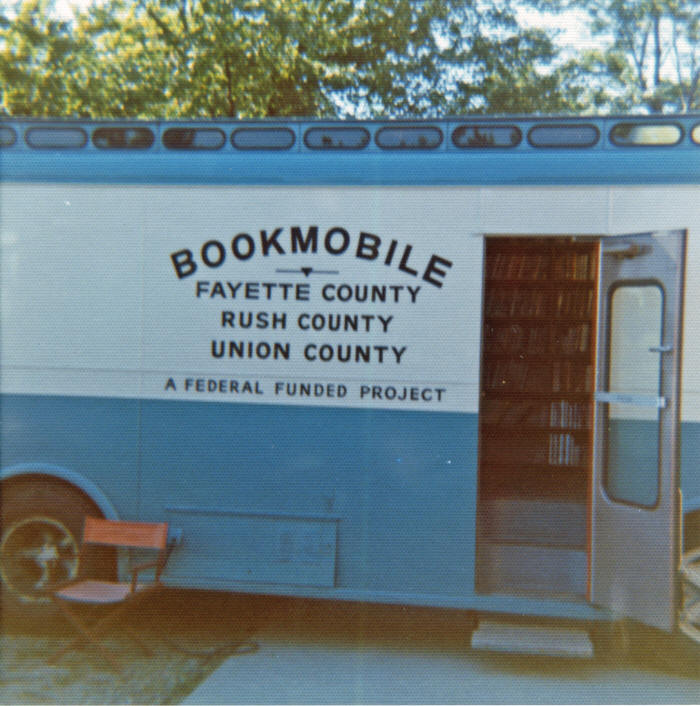 BOOKMOBILE
FAYETTE COUNTY
RUSH COUNTY
UNION COUNTY
A FEDERAL FUNDED PROJECT